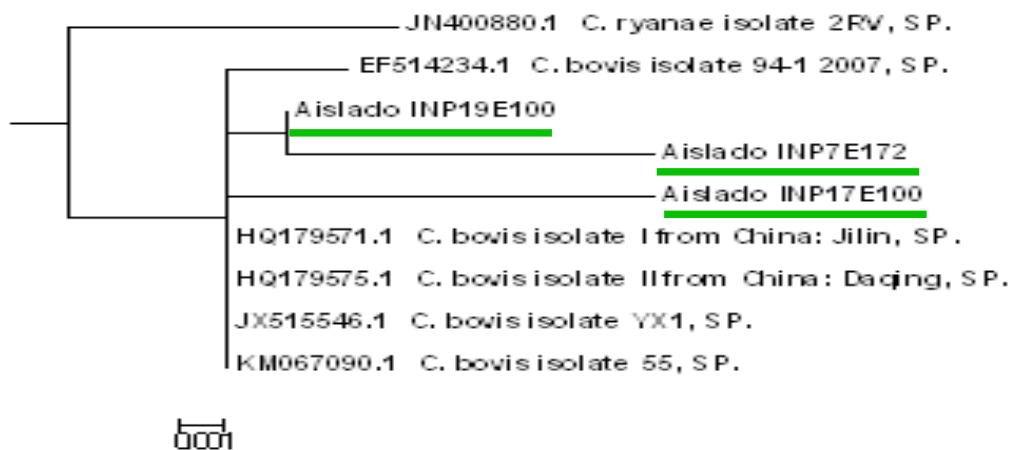 JN400880.1 C. ryanae isolate 2RV, SP.
EF514234.1 C. bovis isolate 94-1 2007, SP.
Aislado INP19E100
Aislado INP7E172
Aislado INP17E100
HQ179571.1 C. bovis isolate I from China: Jilin, SP.
HQ179575.1 C. bovis isolate II from China: Daqing, SP.
JX515546.1 C. bovis isolate YX1, SP.
KM067090.1 C. bovis isolate 55, SP.
0.001